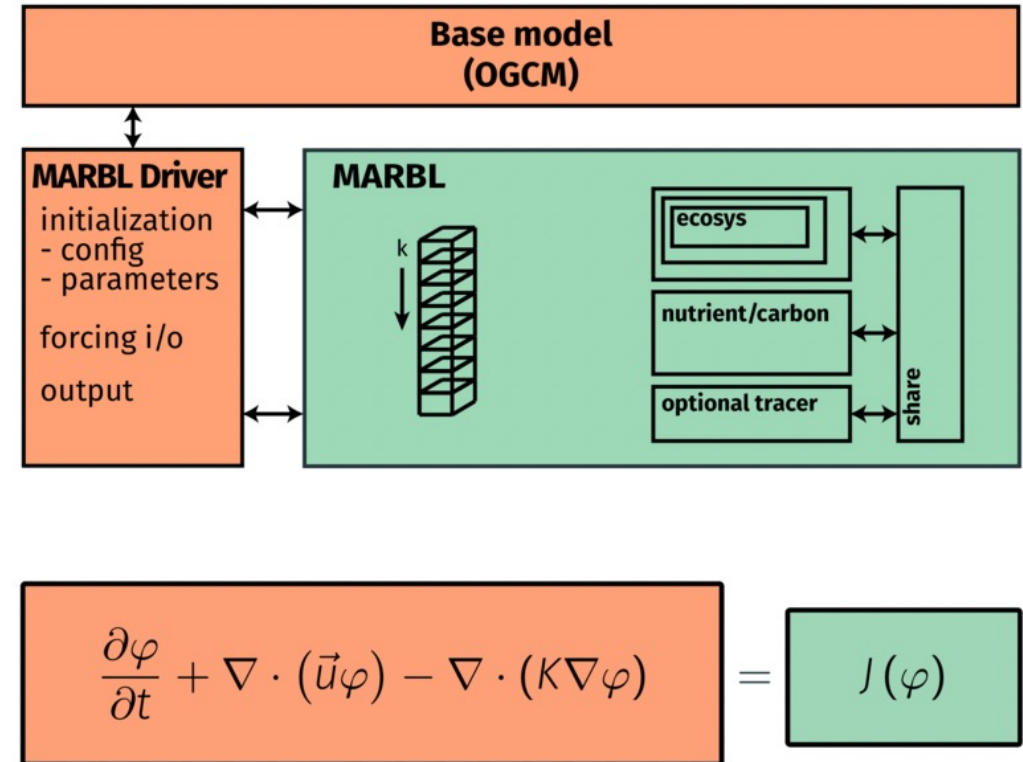 Base model
(OGCM)
MARBL Driver
initialization
- config
- parameters
forcing i/o
output
MARBL
k
ecosys
nutrient/carbon
optional tracer
share
∂φ/∂t + ∇ · (u⃗φ) − ∇ · (K∇φ) = J(φ)